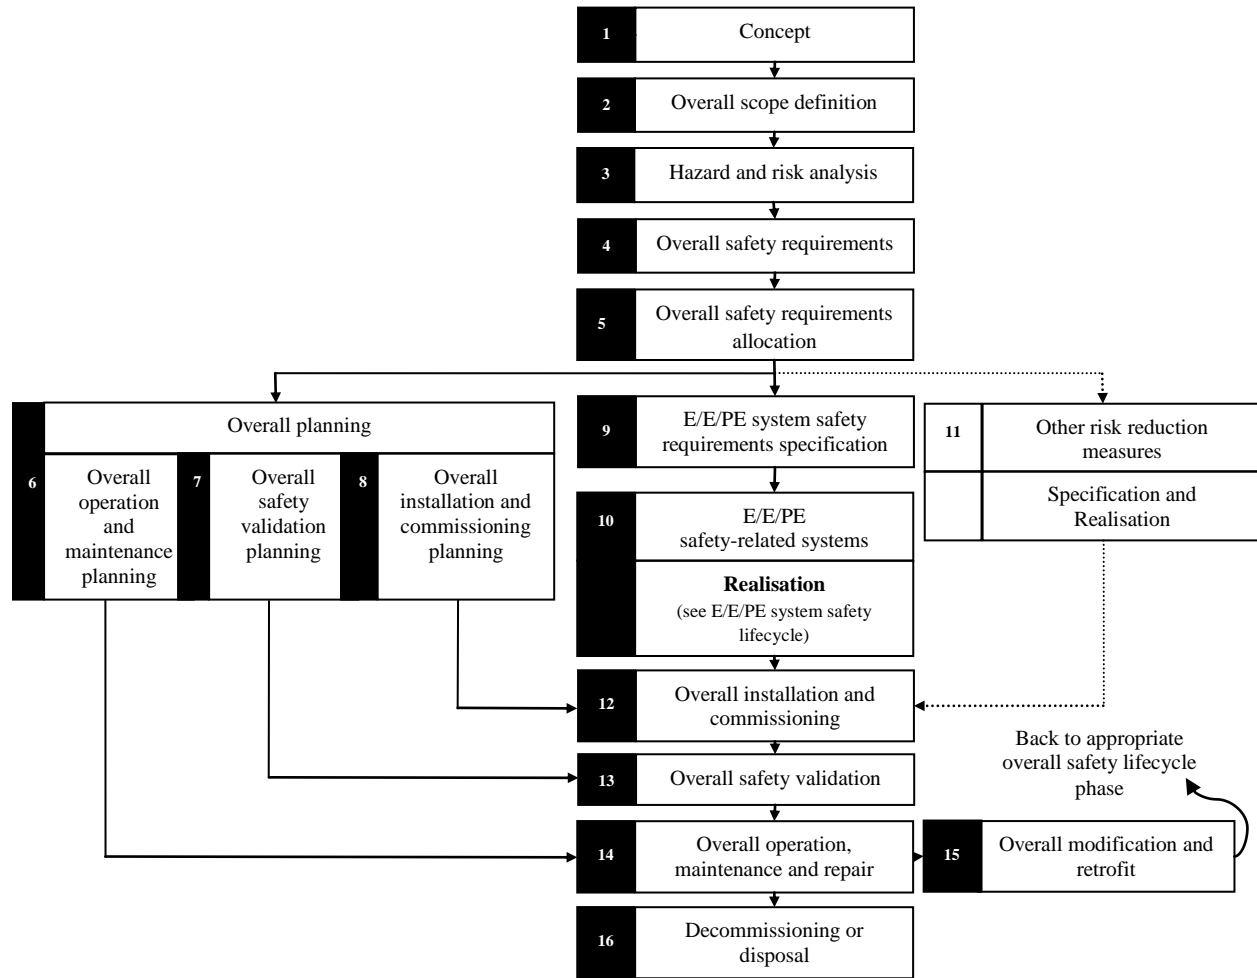 1
Concept
2
Overall scope definition
3
Hazard and risk analysis
4
Overall safety requirements
5
Overall safety requirements
allocation
Overall planning
6
Overall
operation
and
maintenance
planning
7
Overall
safety
validation
planning
8
Overall
installation and
commissioning
planning
9
E/E/PE system safety
requirements specification
10
E/E/PE
safety-related systems
Realisation
(see E/E/PE system safety
lifecycle)
11
Other risk reduction
measures
Specification and
Realisation
12
Overall installation and
commissioning
13
Overall safety validation
Back to appropriate
overall safety lifecycle
phase
14
Overall operation,
maintenance and repair
15
Overall modification and
retrofit
16
Decommissioning or
disposal